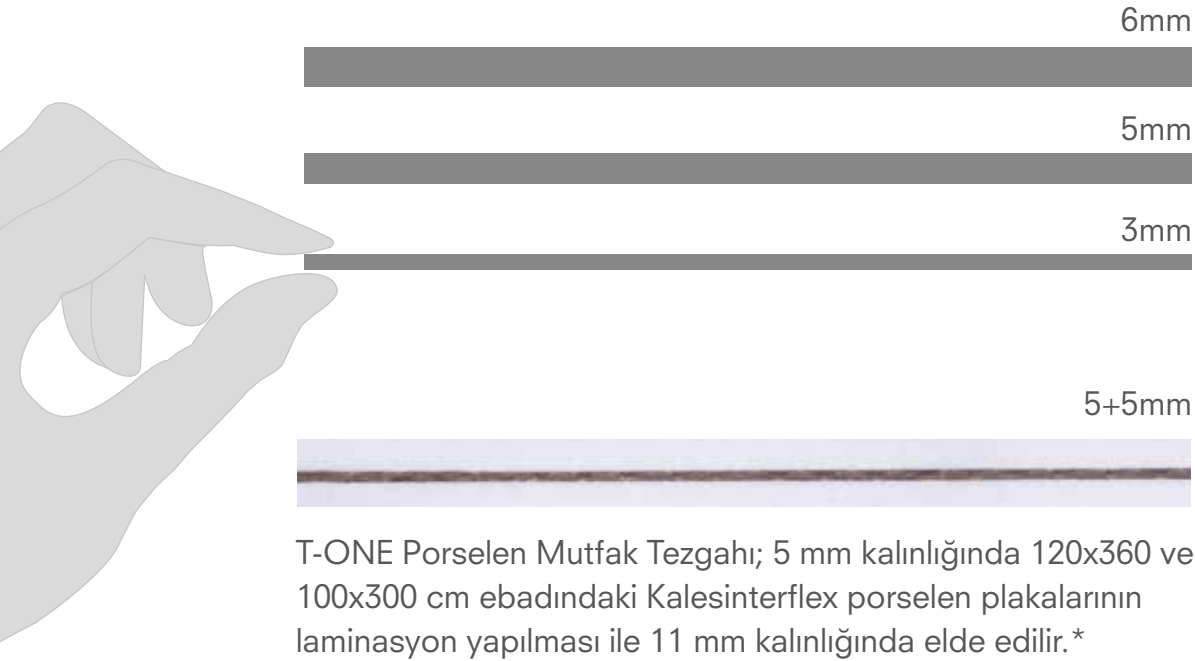 6mm
5mm
3mm
5+5mm
T-ONE Porselen Mutfak Tezgahı; 5 mm kalınlığında 120x360 ve
100x300 cm ebadındaki Kalesinterflex porselen plakalarının
laminasyon yapılması ile 11 mm kalınlığında elde edilir.*